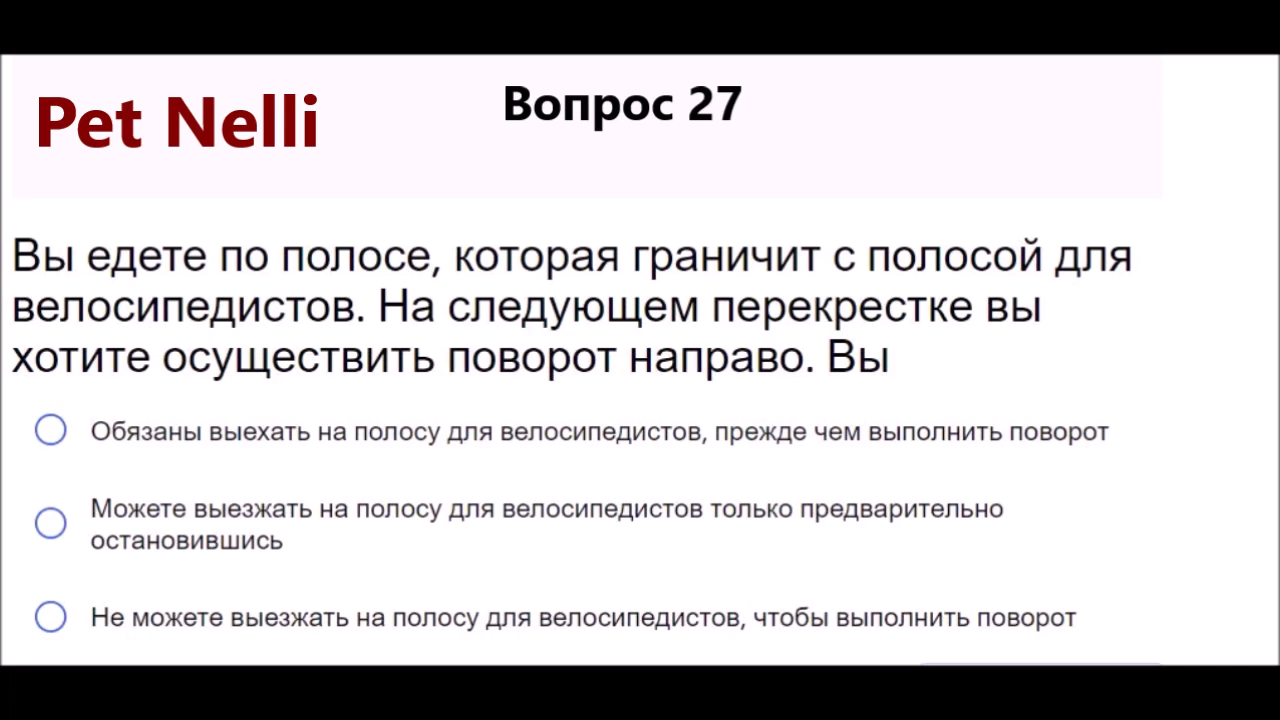 Pet Nelli
Вопрос 27
Вы едете по полосе, которая граничит с полосой для
велосипедистов. На следующем перекрестке вы
хотите осуществить поворот направо. Вы
Обязаны выехать на полосу для велосипедистов, прежде чем выполнить поворот
Можете выезжать на полосу для велосипедистов только предварительно
остановившись
Не можете выезжать на полосу для велосипедистов, чтобы выполнить поворот